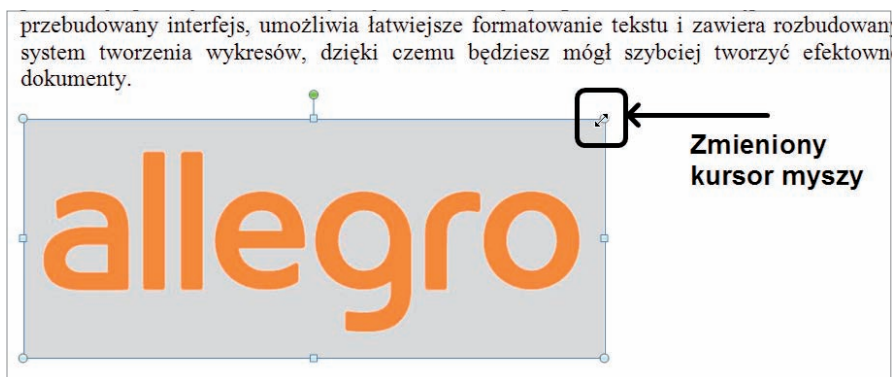 przebudowany interfejs, umożliwia łatwiejsze formatowanie tekstu i zawiera rozbudowany
system tworzenia wykresów, dzięki czemu będziesz mógł szybciej tworzyć efektown
dokumenty.
Zmieniony
kursor myszy
allegro